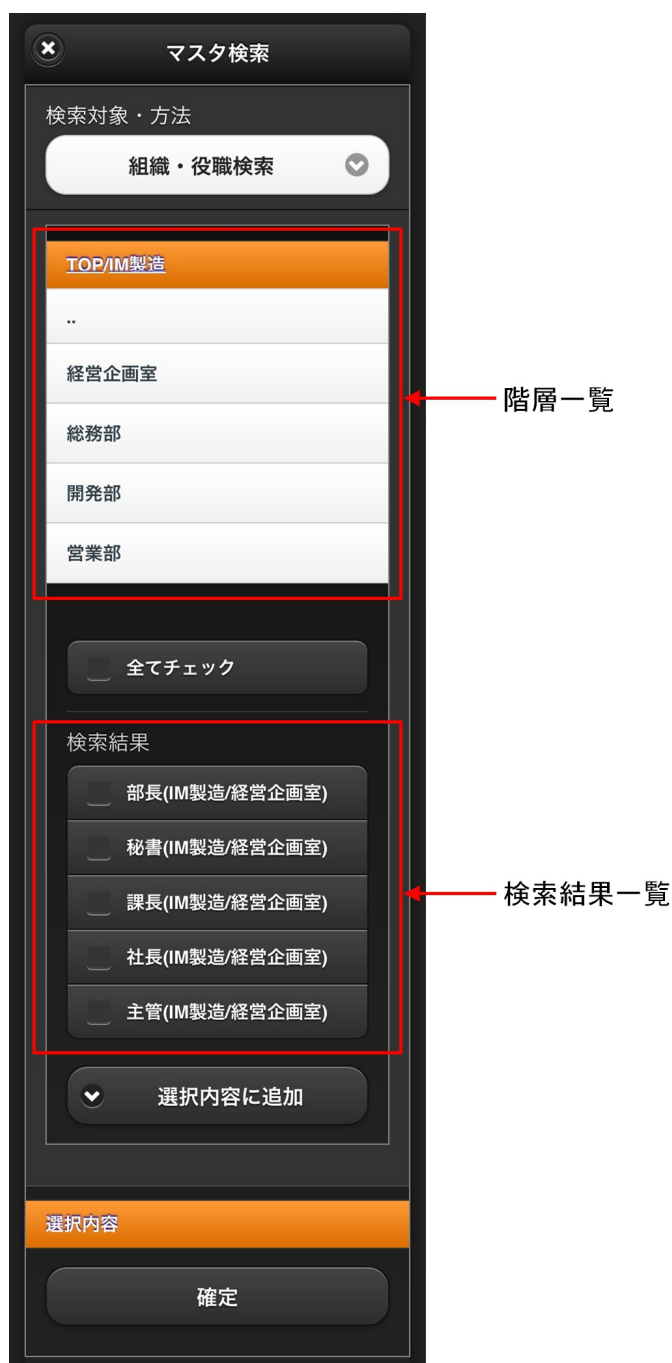 マスタ検索
検索対象・方法
組織・役職検索
TOP/IM製造
..
経営企画室
総務部
開発部
営業部
階層一覧
全てチェック
検索結果
部長(IM製造/経営企画室)
秘書(IM製造/経営企画室)
課長(IM製造/経営企画室)
社長(IM製造/経営企画室)
主管(IM製造/経営企画室)
検索結果一覧
選択内容に追加
選択内容
確定